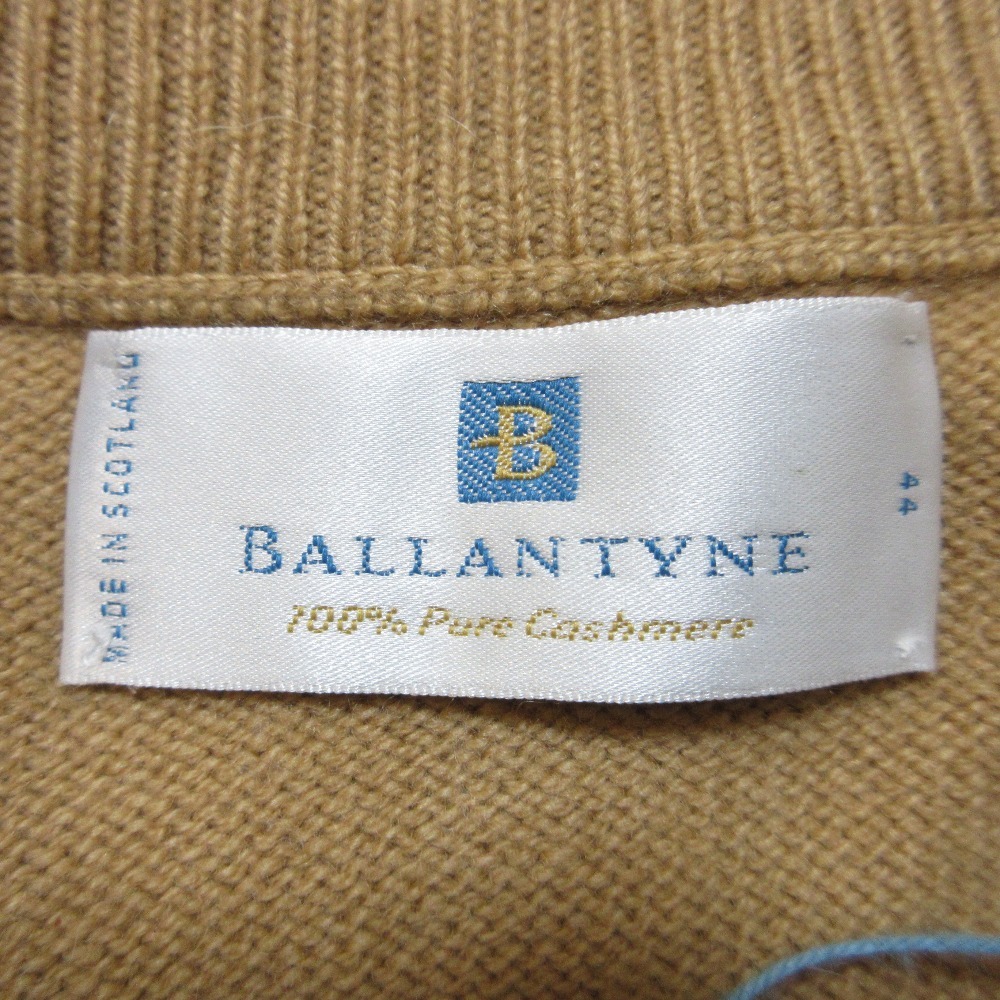 MADE IN SCOTLAND
B
BALLANTYNE
100% Pure Cashmere
44